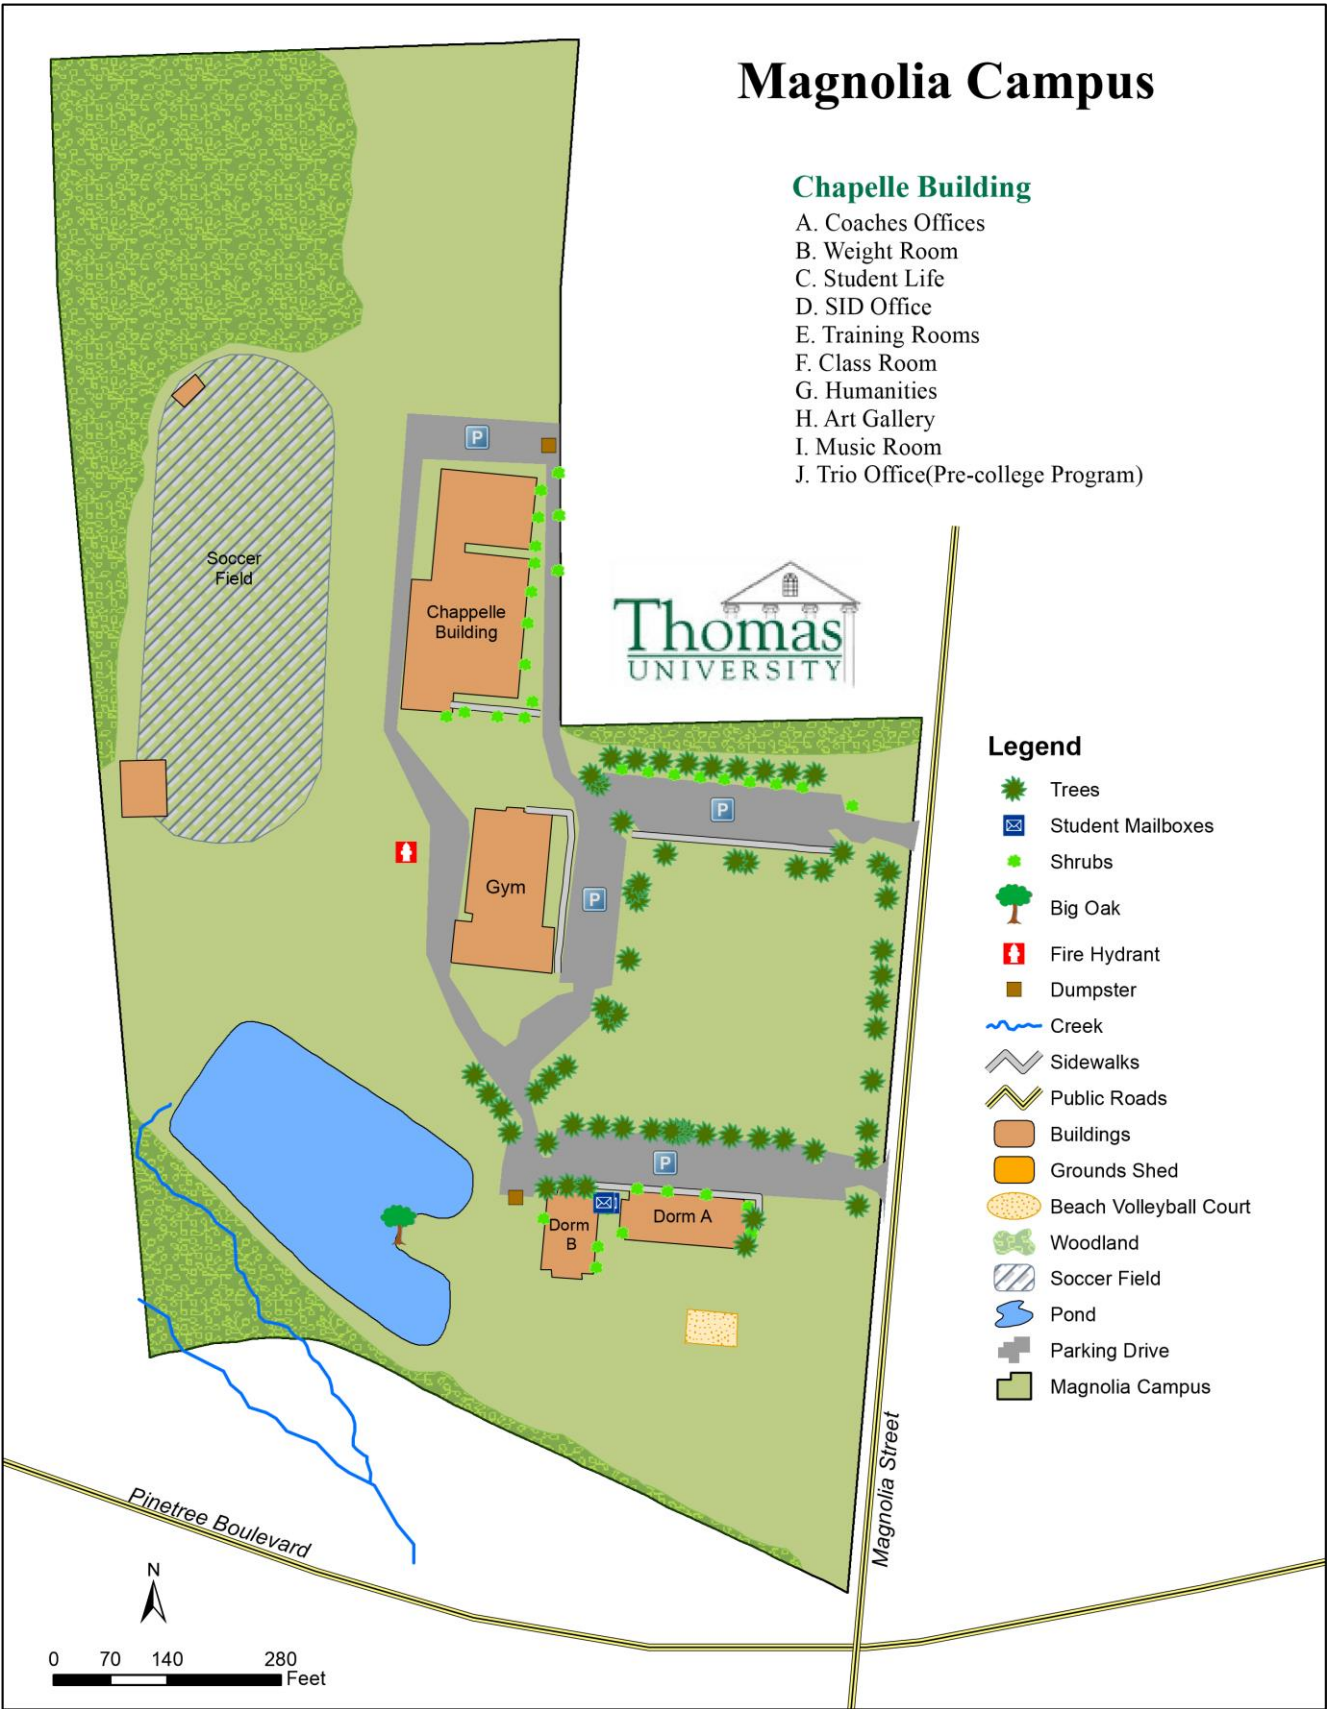 Magnolia Campus
Chapelle Building
A. Coaches Offices
B. Weight Room
C. Student Life
D. SID Office
E. Training Rooms
F. Class Room
G. Humanities
H. Art Gallery
I. Music Room
J. Trio Office(Pre-college Program)
P
Soccer
Field
Chappelle
Building
Thomas
UNIVERSITY
Legend
Trees
Student Mailboxes
Shrubs
Big Oak
Fire Hydrant
Dumpster
Creek
Sidewalks
Public Roads
Buildings
Grounds Shed
Beach Volleyball Court
Woodland
Soccer Field
Pond
Parking Drive
Magnolia Campus
P
Gym
P
P
Dorm A
Dorm
B
Magnolia Street
Pinetree Boulevard
N
0 70 140 280
Feet